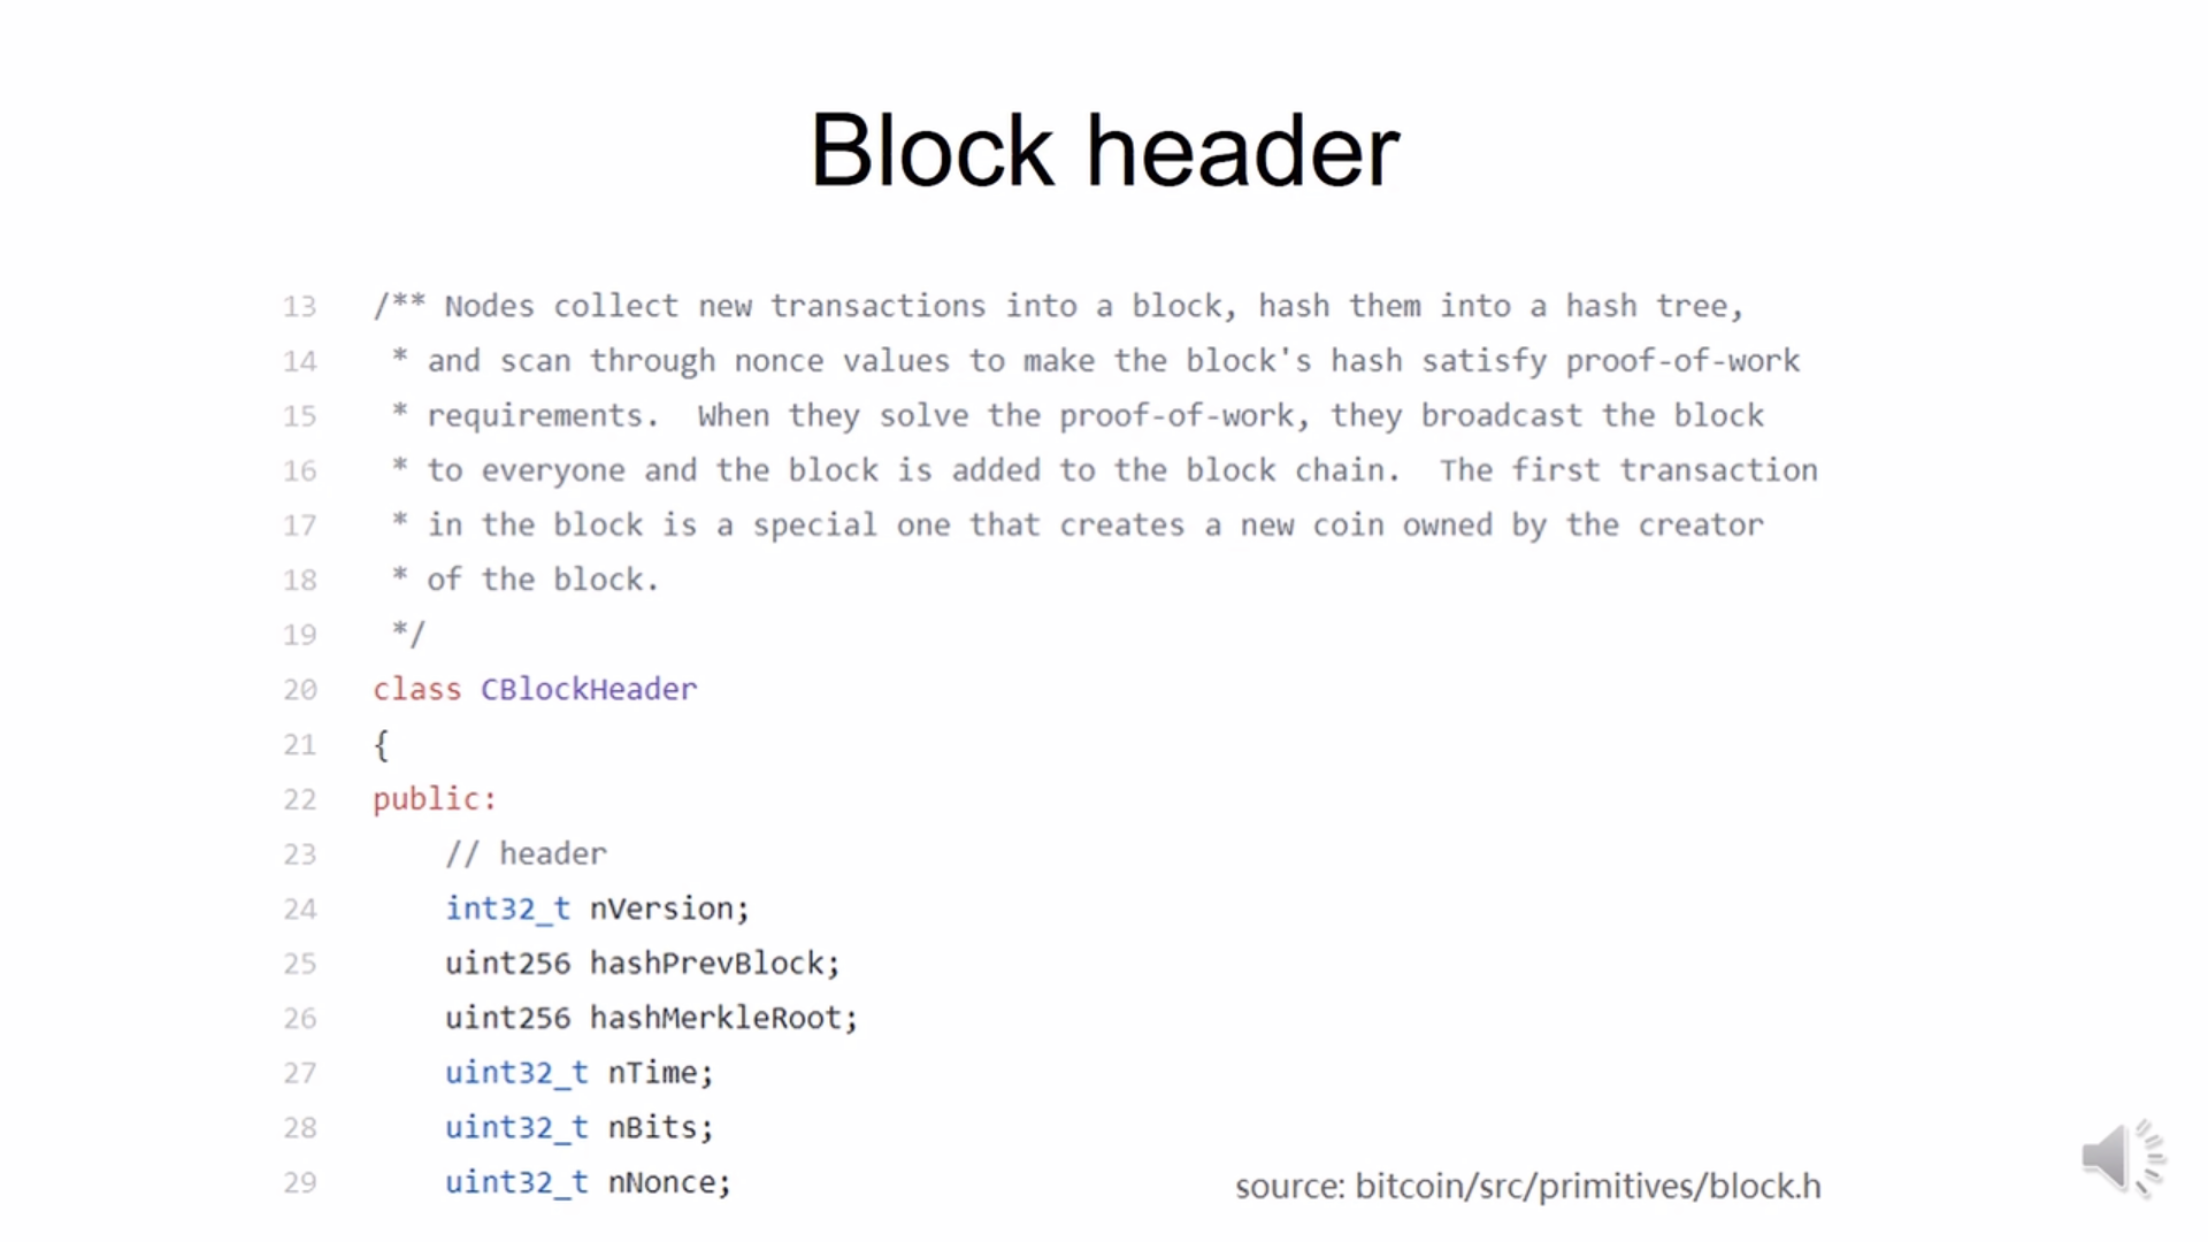 Block header
13 /** Nodes collect new transactions into a block, hash them into a hash tree,
14 * and scan through nonce values to make the block's hash satisfy proof-of-work
15 * requirements.  When they solve the proof-of-work, they broadcast the block
16 * to everyone and the block is added to the block chain.  The first transaction
17 * in the block is a special one that creates a new coin owned by the creator
18 * of the block.
19 */
20 class CBlockHeader
21 {
22 public:
23 // header
24 int32_t nVersion;
25 uint256 hashPrevBlock;
26 uint256 hashMerkleRoot;
27 uint32_t nTime;
28 uint32_t nBits;
29 uint32_t nNonce;
source: bitcoin/src/primitives/block.h